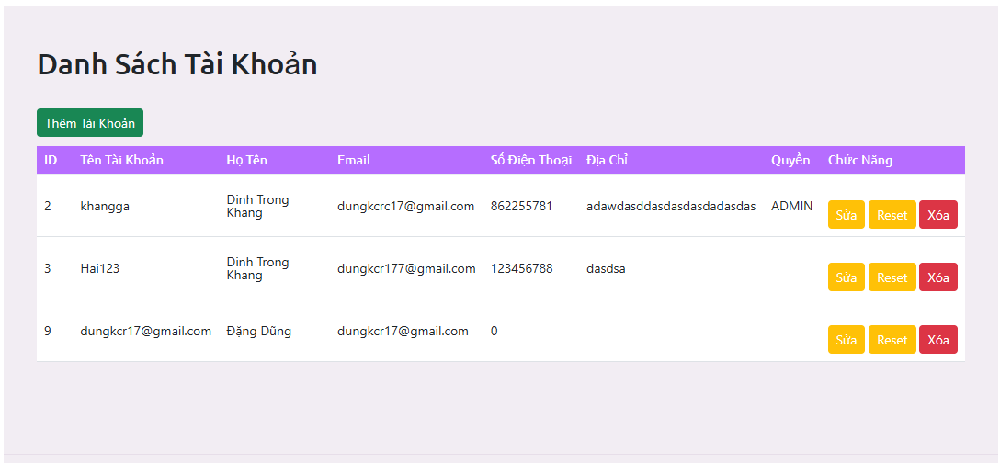 Danh Sách Tài Khoản
Thêm Tài Khoản
ID Tên Tài Khoản Họ Tên Email Số Điện Thoại Địa Chỉ Quyền Chức Năng
2 khangga Dinh Trong Khang dungkcrc17@gmail.com 862255781 adawdasddasdasdasdadasdas ADMIN Sửa Reset Xóa
3 Hai123 Dinh Trong Khang dungkcr177@gmail.com 123456788 dasdsa Sửa Reset Xóa
9 dungkcr17@gmail.com Đặng Dũng dungkcr17@gmail.com 0 Sửa Reset Xóa